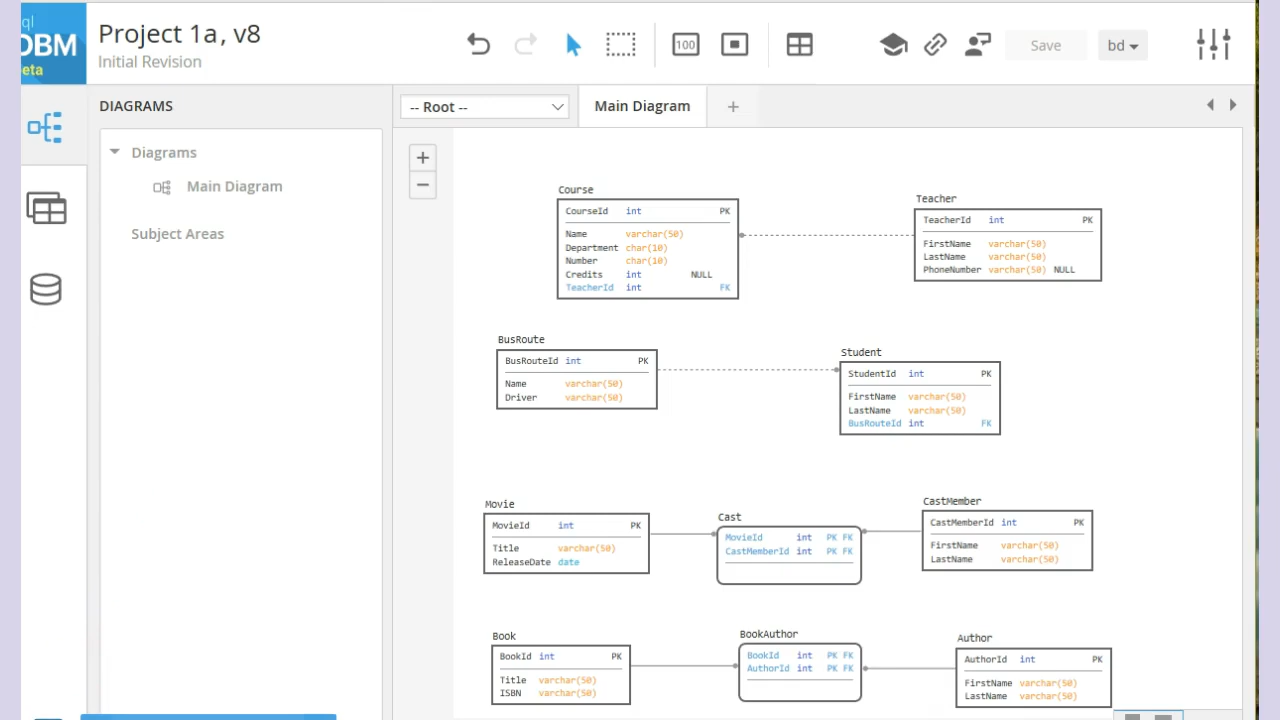 ql
DBM
eta
Project 1a, v8
Initial Revision
100
Save
bd
DIAGRAMS
Diagrams
Main Diagram
Subject Areas
-- Root --
Main Diagram
+
+
−
Course
CourseId int PK
Name varchar(50)
Department char(10)
Number char(10)
Credits int NULL
TeacherId int FK
Teacher
TeacherId int PK
FirstName varchar(50)
LastName varchar(50)
PhoneNumber varchar(50) NULL
BusRoute
BusRouteId int PK
Name varchar(50)
Driver varchar(50)
Student
StudentId int PK
FirstName varchar(50)
LastName varchar(50)
BusRouteId int FK
Movie
MovieId int PK
Title varchar(50)
ReleaseDate date
Cast
MovieId int PK FK
CastMemberId int PK FK
CastMember
CastMemberId int PK
FirstName varchar(50)
LastName varchar(50)
Book
BookId int PK
Title varchar(50)
ISBN varchar(50)
BookAuthor
BookId int PK FK
AuthorId int PK FK
Author
AuthorId int PK
FirstName varchar(50)
LastName varchar(50)